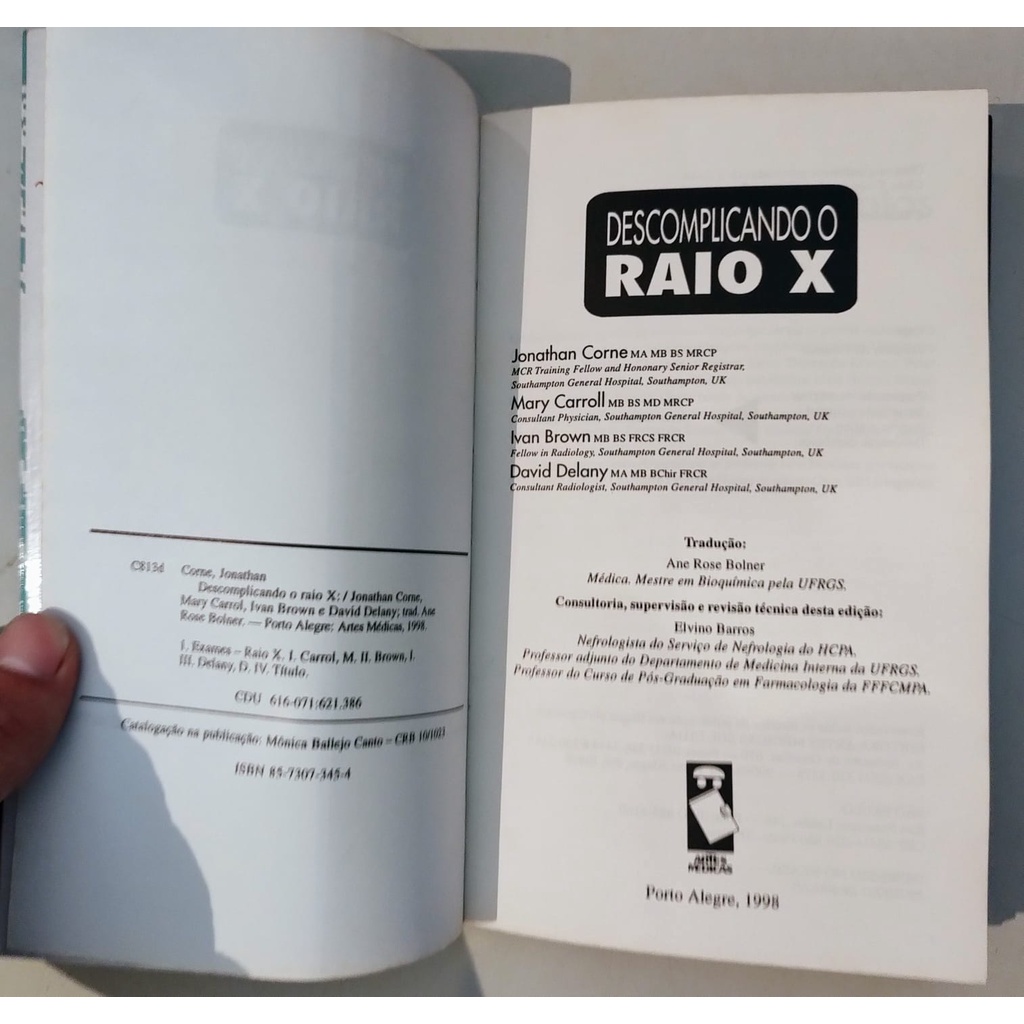 C813d Corne, Jonathan
Descomplicando o raio X: / Jonathan Corne,
Mary Carrol, Ivan Brown e David Delany; trad. Ane
Rose Bolner. — Porto Alegre: Artes Médicas, 1998.
1. Exames – Raio X. I. Carrol, M. II. Brown, I.
III. Delany, D. IV. Título.
CDU 616-071:621.386
Catalogação na publicação: Mônica Ballejo Canto – CRB 10/1023
ISBN 85-7307-345-4
DESCOMPLICANDO O
RAIO X
Jonathan Corne MA MB BS MRCP
MCR Training Fellow and Hononary Senior Registrar,
Southampton General Hospital, Southampton, UK
Mary Carroll MB BS MD MRCP
Consultant Physician, Southampton General Hospital, Southampton, UK
Ivan Brown MB BS FRCS FRCR
Fellow in Radiology, Southampton General Hospital, Southampton, UK
David Delany MA MB BChir FRCR
Consultant Radiologist, Southampton General Hospital, Southampton, UK
Tradução:
Ane Rose Bolner
Médica. Mestre em Bioquímica pela UFRGS.
Consultoria, supervisão e revisão técnica desta edição:
Elvino Barros
Nefrologista do Serviço de Nefrologia do HCPA.
Professor adjunto do Departamento de Medicina Interna da UFRGS.
Professor do Curso de Pós-Graduação em Farmacologia da FFFCMPA.
ARTES
MÉDICAS
Porto Alegre, 1998